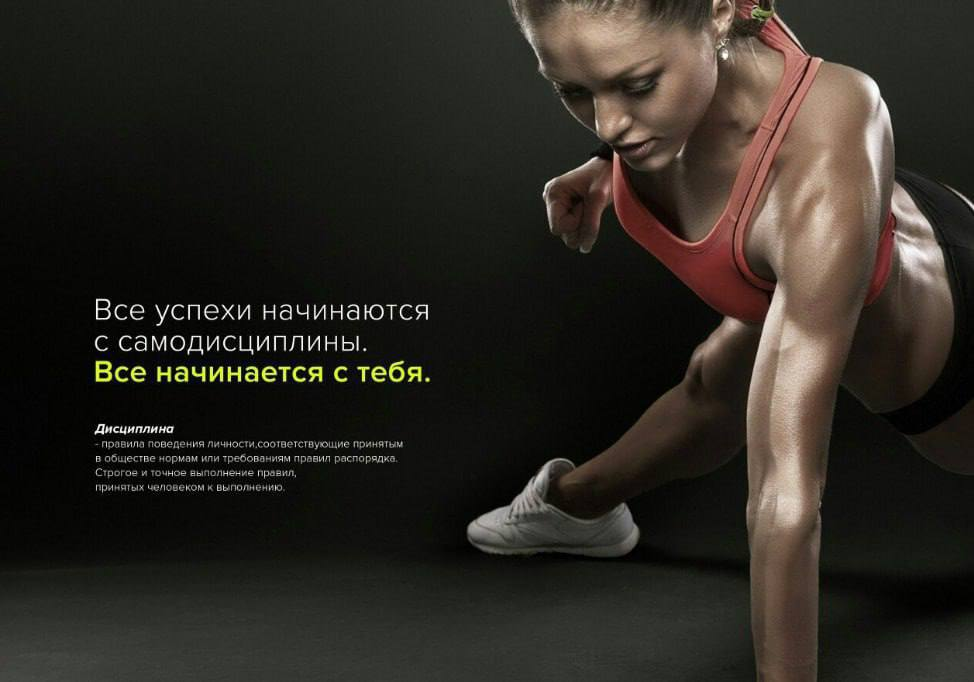 Все успехи начинаются
с самодисциплины.
Все начинается с тебя.
Дисциплина
- правила поведения личности,соответствующие принятым
в обществе нормам или требованиям правил распорядка.
Строгое и точное выполнение правил,
принятых человеком к выполнению.